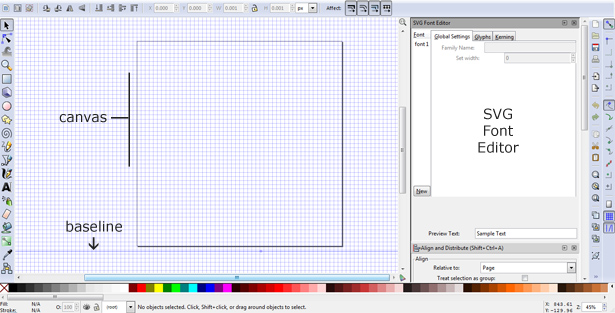 X: 0.000 Y: 0.000 W: 0.001 H: 0.001 px Affect:
SVG Font Editor
Font Global Settings Glyphs Kerning
font 1 Family Name:
Set width: 0
canvas
SVG
Font
Editor
New
baseline
Preview Text: Sample Text
Align and Distribute (Shift+Ctrl+A)
Align
Relative to: Page
Treat selection as group:
Fill: N/A
Stroke: N/A
O: 100
(root)
No objects selected. Click, Shift+click, or drag around objects to select.
X: 843.61
Y: -129.96
Z: 45%